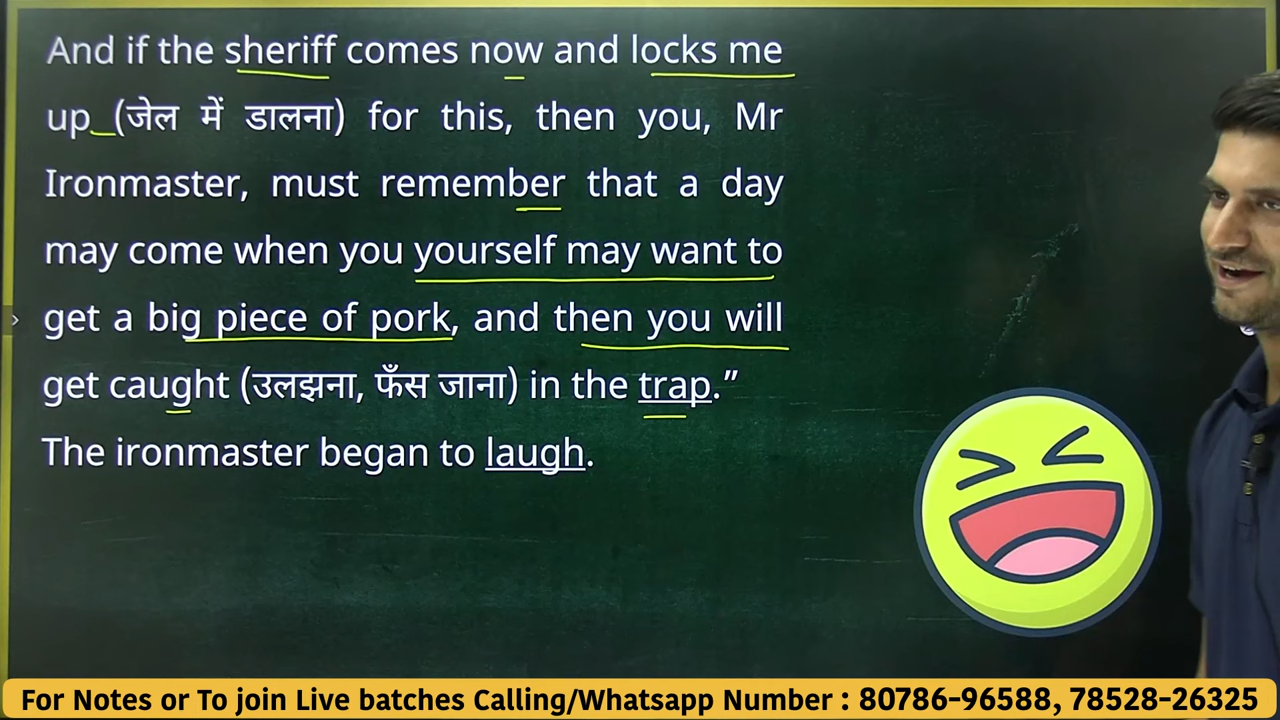 And if the sheriff comes now and locks me
up (जेल में डालना) for this, then you, Mr
Ironmaster, must remember that a day
may come when you yourself may want to
get a big piece of pork, and then you will
get caught (उलझना, फँस जाना) in the trap.”
The ironmaster began to laugh.
For Notes or To join Live batches Calling/Whatsapp Number : 80786-96588, 78528-26325